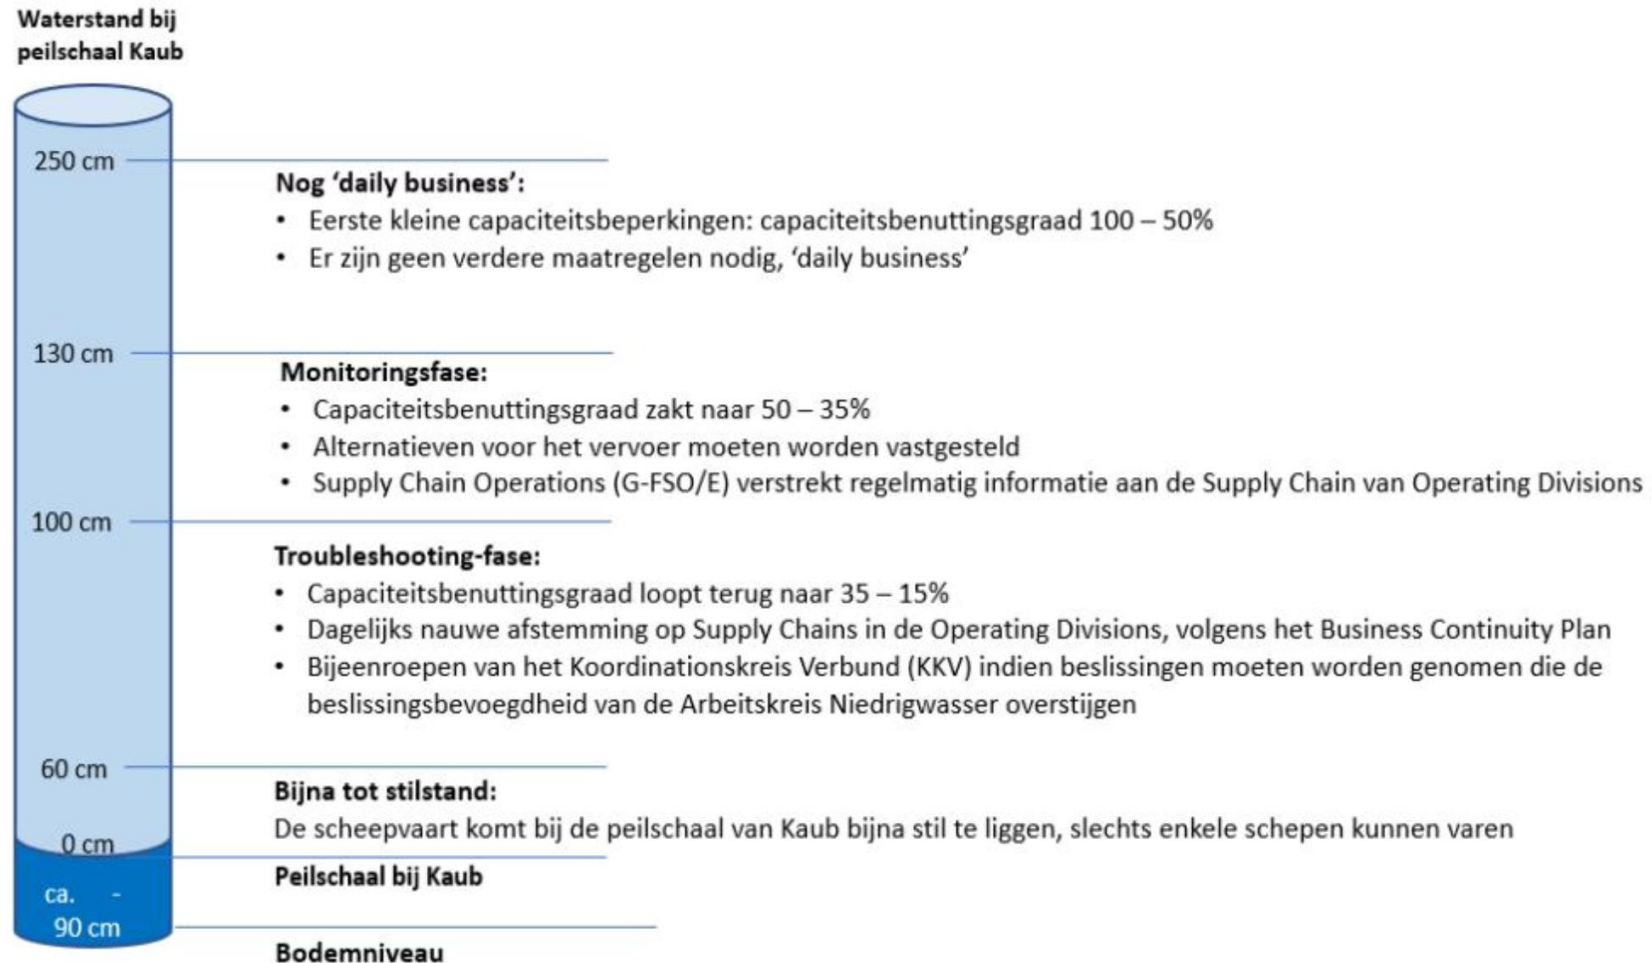 Waterstand bij
peilschaal Kaub
250 cm
Nog ‘daily business’:
• Eerste kleine capaciteitsbeperkingen: capaciteitsbenuttingsgraad 100 – 50%
• Er zijn geen verdere maatregelen nodig, ‘daily business’
130 cm
Monitoringsfase:
• Capaciteitsbenuttingsgraad zakt naar 50 – 35%
• Alternatieven voor het vervoer moeten worden vastgesteld
• Supply Chain Operations (G-FSO/E) verstrekt regelmatig informatie aan de Supply Chain van Operating Divisions
100 cm
Troubleshooting-fase:
• Capaciteitsbenuttingsgraad loopt terug naar 35 – 15%
• Dagelijks nauwe afstemming op Supply Chains in de Operating Divisions, volgens het Business Continuity Plan
• Bijeenroepen van het Koordinationskreis Verbund (KKV) indien beslissingen moeten worden genomen die de
beslissingsbevoegdheid van de Arbeitskreis Niedrigwasser overstijgen
60 cm
Bijna tot stilstand:
De scheepvaart komt bij de peilschaal van Kaub bijna stil te liggen, slechts enkele schepen kunnen varen
0 cm
Peilschaal bij Kaub
ca. -
90 cm
Bodemniveau